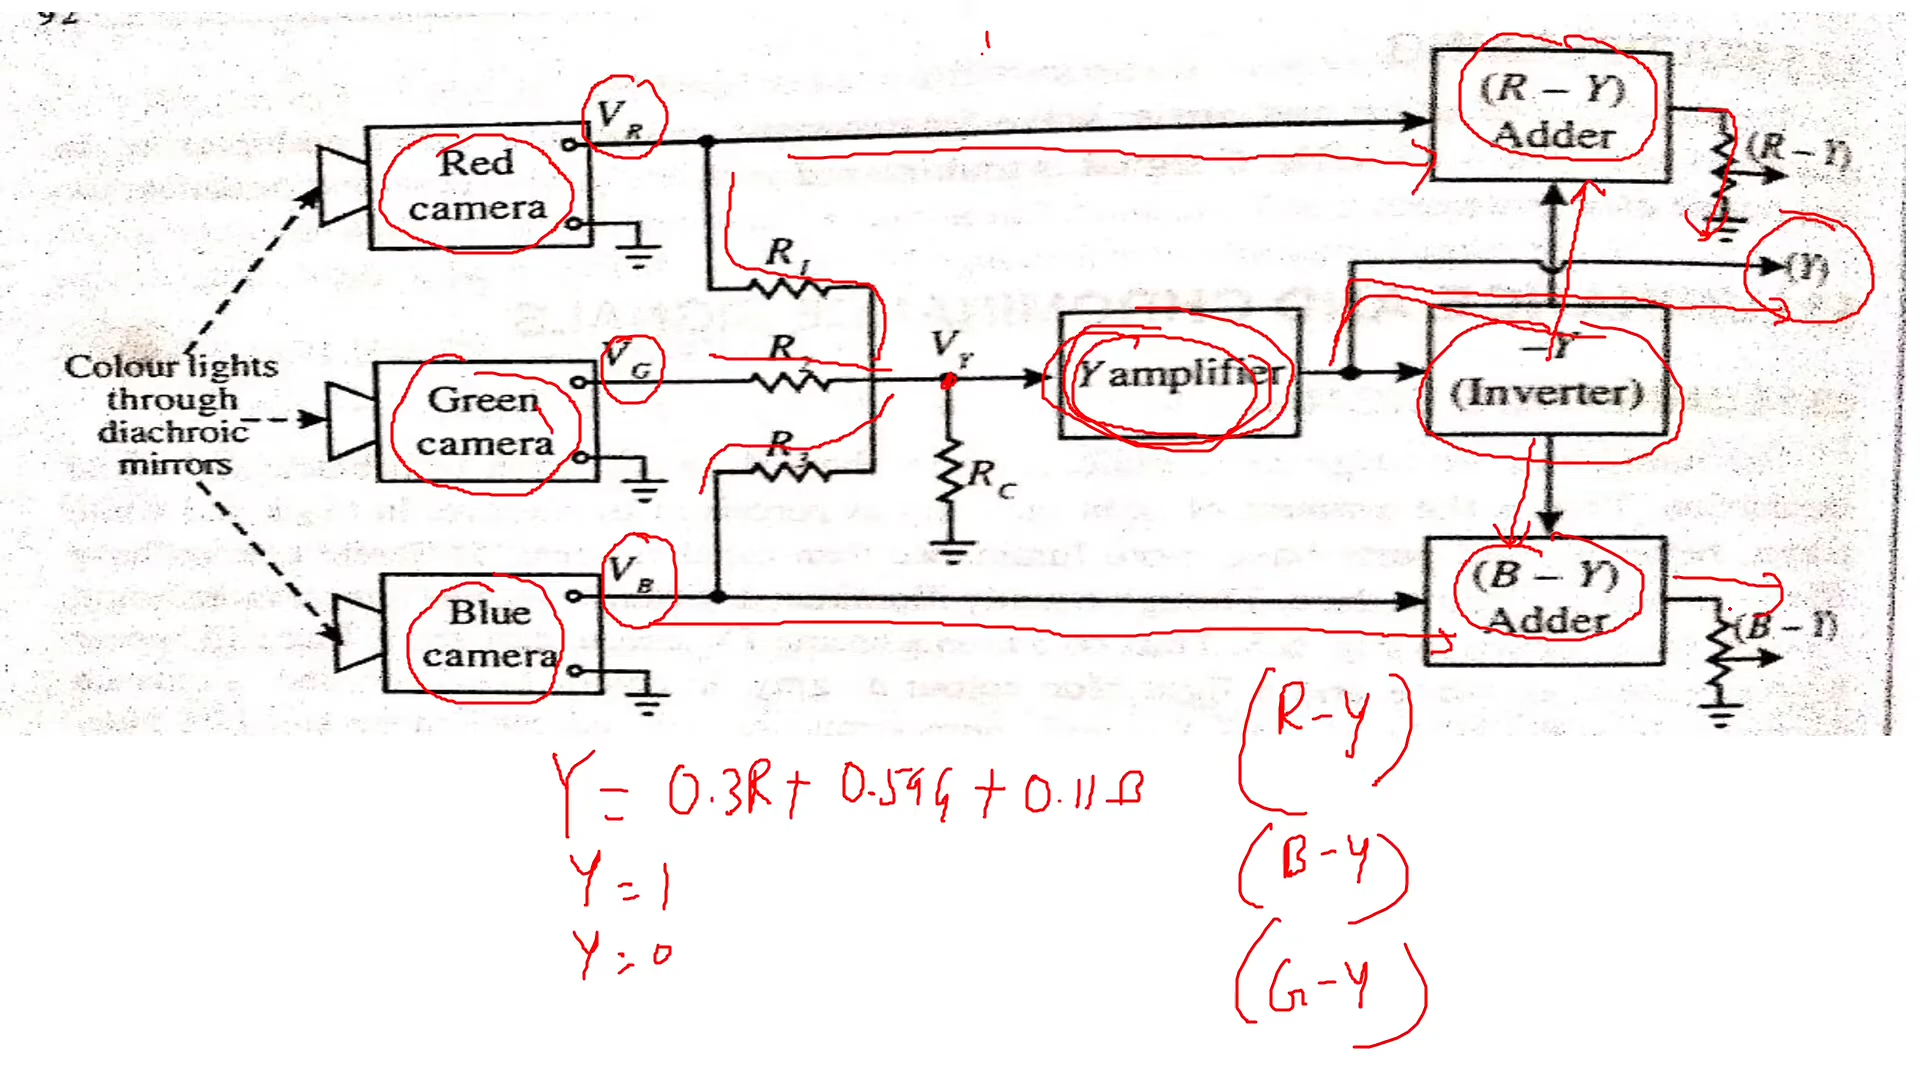 92
V_R
(R – Y)
Adder
Red
camera
(R – Y)
R_1
(Y)
Colour lights
through
diachroic
mirrors
V_G
R_2
V_Y
Green
camera
Y amplifier
–Y
(Inverter)
R_3
R_C
V_B
(B – Y)
Adder
Blue
camera
(B – Y)
Y = 0.3R + 0.59G + 0.11B
Y = 1
Y = 0
(R-Y)
(B-Y)
(G-Y)